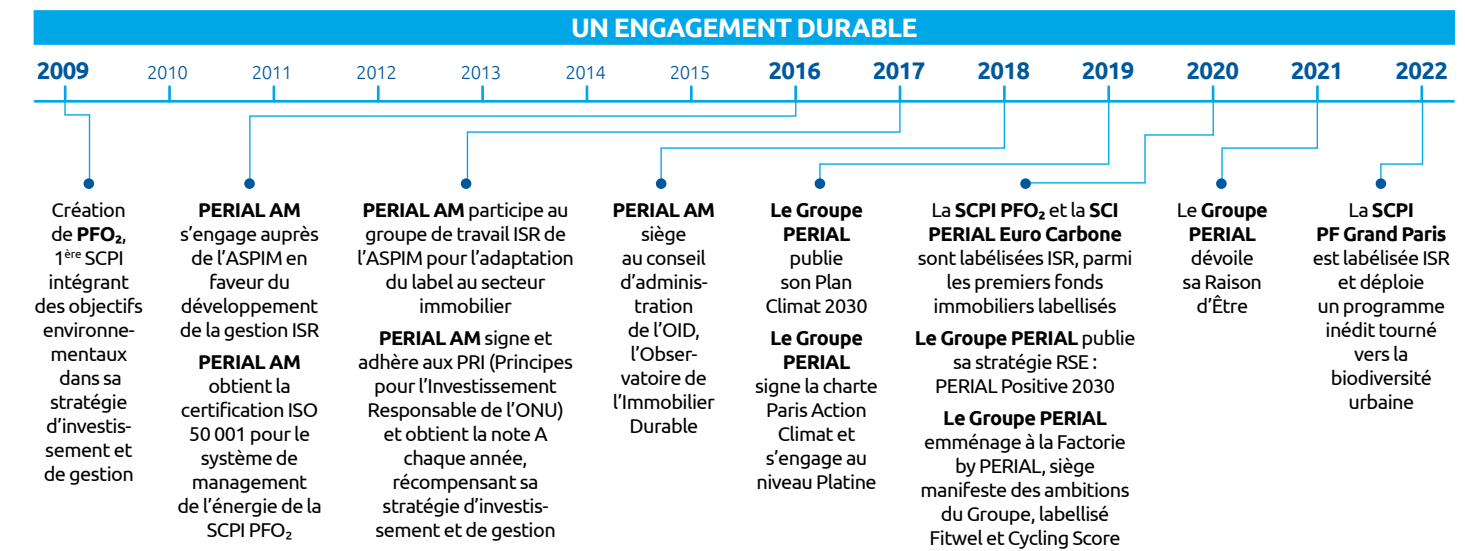 UN ENGAGEMENT DURABLE
2009 2010 2011 2012 2013 2014 2015 2016 2017 2018 2019 2020 2021 2022
Création
de PFO₂,
1ère SCPI
intégrant
des objectifs
environne-
mentaux
dans sa
stratégie
d'investis-
sement et
de gestion
PERIAL AM
s'engage auprès
de l'ASPIM en
faveur du
développement
de la gestion ISR
PERIAL AM
obtient la
certification ISO
50 001 pour le
système de
management
de l'énergie de la
SCPI PFO₂
PERIAL AM participe au
groupe de travail ISR de
l'ASPIM pour l'adaptation
du label au secteur
immobilier
PERIAL AM signe et
adhère aux PRI (Principes
pour l'Investissement
Responsable de l'ONU)
et obtient la note A
chaque année,
récompensant sa
stratégie d'investis-
sement et de gestion
PERIAL AM
siège
au conseil
d'adminis-
tration
de l'OID,
l'Obser-
vatoire de
l'Immobilier
Durable
Le Groupe
PERIAL
publie
son Plan
Climat 2030
Le Groupe
PERIAL
signe la charte
Paris Action
Climat et
s'engage au
niveau Platine
La SCPI PFO₂ et la SCI
PERIAL Euro Carbone
sont labélisées ISR, parmi
les premiers fonds
immobiliers labellisés
Le Groupe PERIAL publie
sa stratégie RSE :
PERIAL Positive 2030
Le Groupe PERIAL
emménage à la Factorie
by PERIAL, siège
manifeste des ambitions
du Groupe, labellisé
Fitwel et Cycling Score
Le Groupe
PERIAL
dévoile
sa Raison
d'Être
La SCPI
PF Grand Paris
est labélisée ISR
et déploie
un programme
inédit tourné
vers la
biodiversité
urbaine